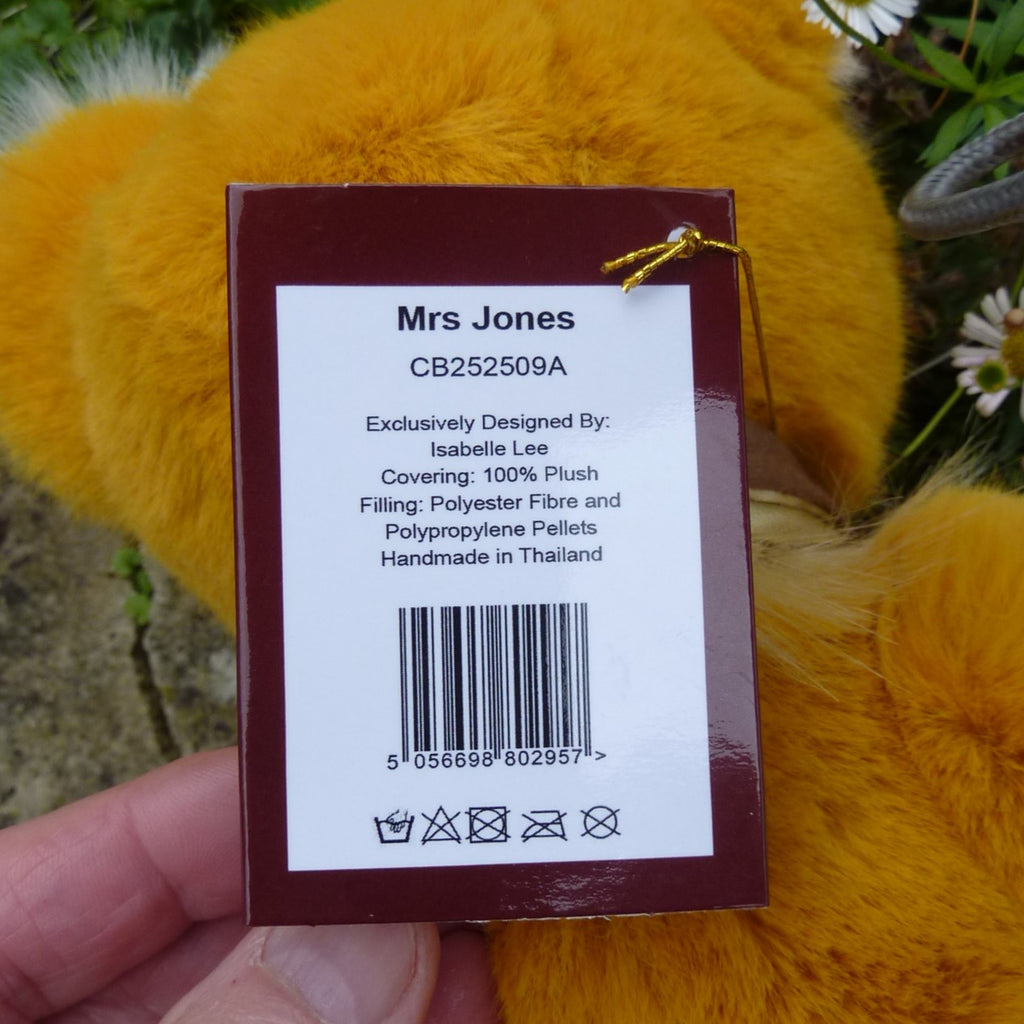 Mrs Jones
CB252509A
Exclusively Designed By:
Isabelle Lee
Covering: 100% Plush
Filling: Polyester Fibre and
Polypropylene Pellets
Handmade in Thailand
5 056698 802957 >